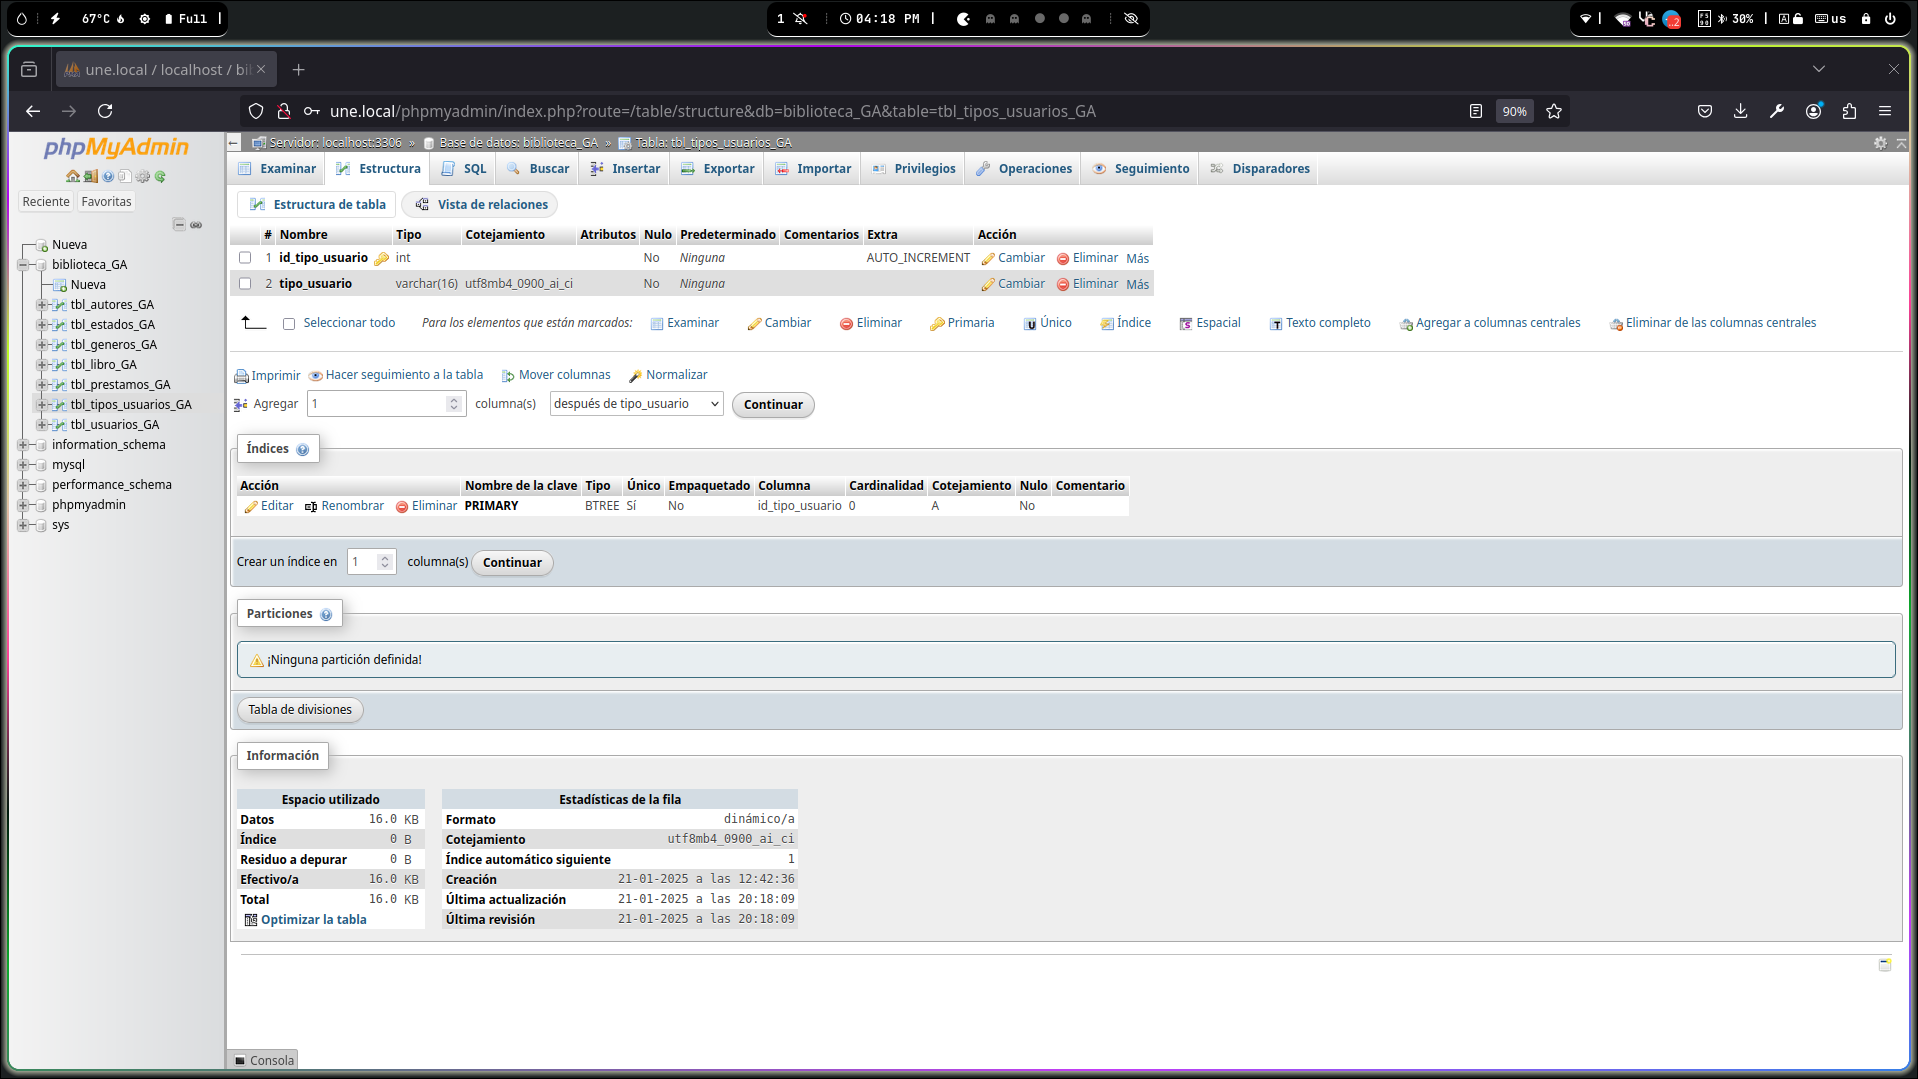 67°C Full
1 04:18 PM
30% us
une.local / localhost / bi
une.local/phpmyadmin/index.php?route=/table/structure&db=biblioteca_GA&table=tbl_tipos_usuarios_GA
90%
phpMyAdmin
Reciente Favoritas
Nueva
biblioteca_GA
Nueva
tbl_autores_GA
tbl_estados_GA
tbl_generos_GA
tbl_libro_GA
tbl_prestamos_GA
tbl_tipos_usuarios_GA
tbl_usuarios_GA
information_schema
mysql
performance_schema
phpmyadmin
sys
Servidor: localhost:3306 » Base de datos: biblioteca_GA » Tabla: tbl_tipos_usuarios_GA
Examinar Estructura SQL Buscar Insertar Exportar Importar Privilegios Operaciones Seguimiento Disparadores
Estructura de tabla Vista de relaciones
# Nombre Tipo Cotejamiento Atributos Nulo Predeterminado Comentarios Extra Acción
1 id_tipo_usuario int No Ninguna AUTO_INCREMENT Cambiar Eliminar Más
2 tipo_usuario varchar(16) utf8mb4_0900_ai_ci No Ninguna Cambiar Eliminar Más
Seleccionar todo Para los elementos que están marcados: Examinar Cambiar Eliminar Primaria Único Índice Espacial Texto completo Agregar a columnas centrales Eliminar de las columnas centrales
Imprimir Hacer seguimiento a la tabla Mover columnas Normalizar
Agregar 1 columna(s) después de tipo_usuario Continuar
Índices
Acción Nombre de la clave Tipo Único Empaquetado Columna Cardinalidad Cotejamiento Nulo Comentario
Editar Renombrar Eliminar PRIMARY BTREE Sí No id_tipo_usuario 0 A No
Crear un índice en 1 columna(s) Continuar
Particiones
¡Ninguna partición definida!
Tabla de divisiones
Información
Espacio utilizado
Datos 16.0 KB
Índice 0 B
Residuo a depurar 0 B
Efectivo/a 16.0 KB
Total 16.0 KB
Optimizar la tabla
Estadísticas de la fila
Formato dinámico/a
Cotejamiento utf8mb4_0900_ai_ci
Índice automático siguiente 1
Creación 21-01-2025 a las 12:42:36
Última actualización 21-01-2025 a las 20:18:09
Última revisión 21-01-2025 a las 20:18:09
Consola